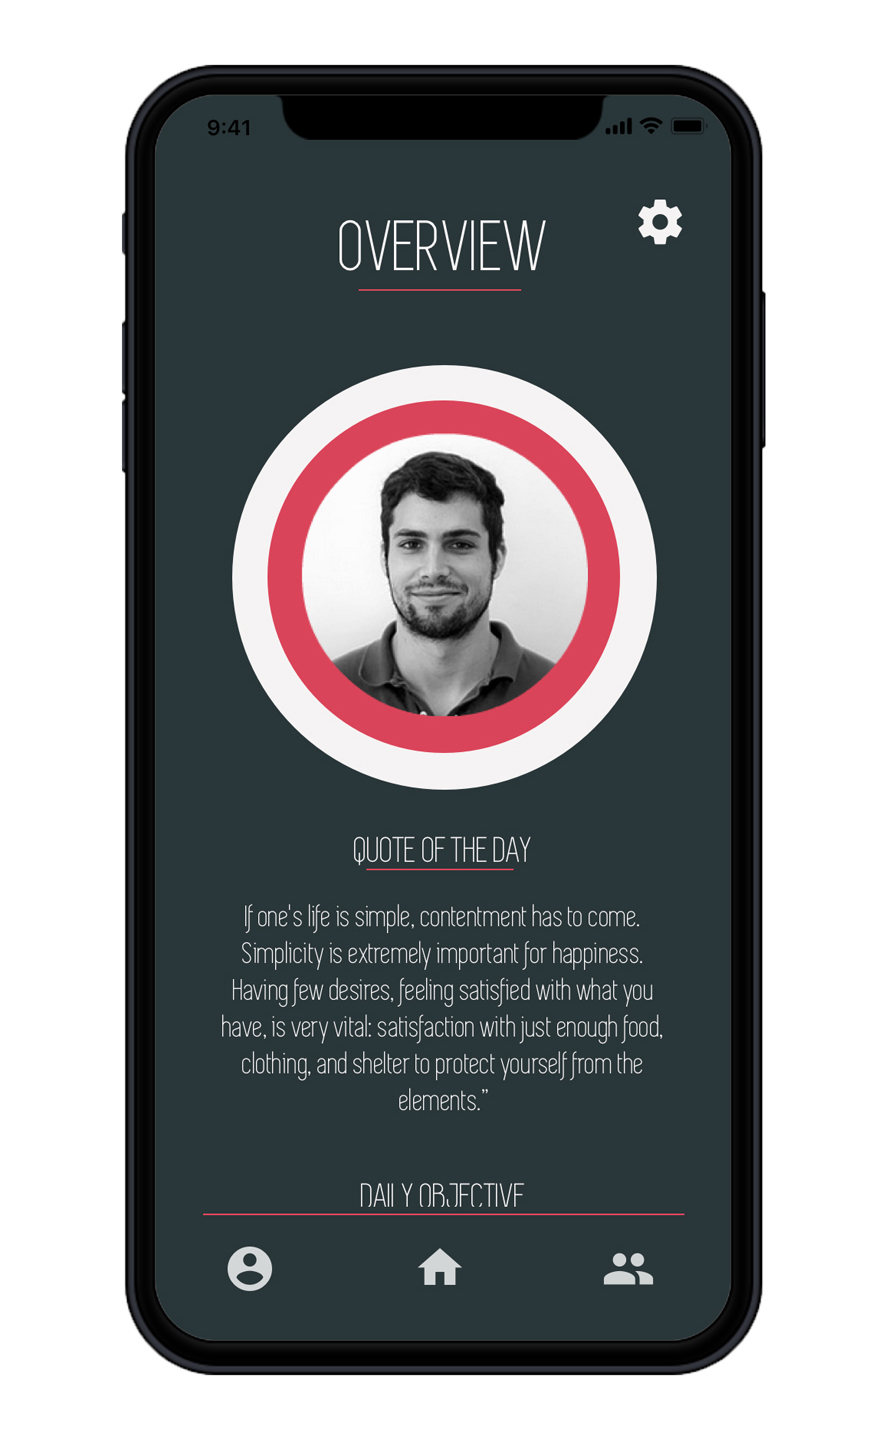 9:41
OVERVIEW
QUOTE OF THE DAY
If one's life is simple, contentment has to come.
Simplicity is extremely important for happiness.
Having few desires, feeling satisfied with what you
have, is very vital: satisfaction with just enough food,
clothing, and shelter to protect yourself from the
elements.”
DAILY OBJECTIVE